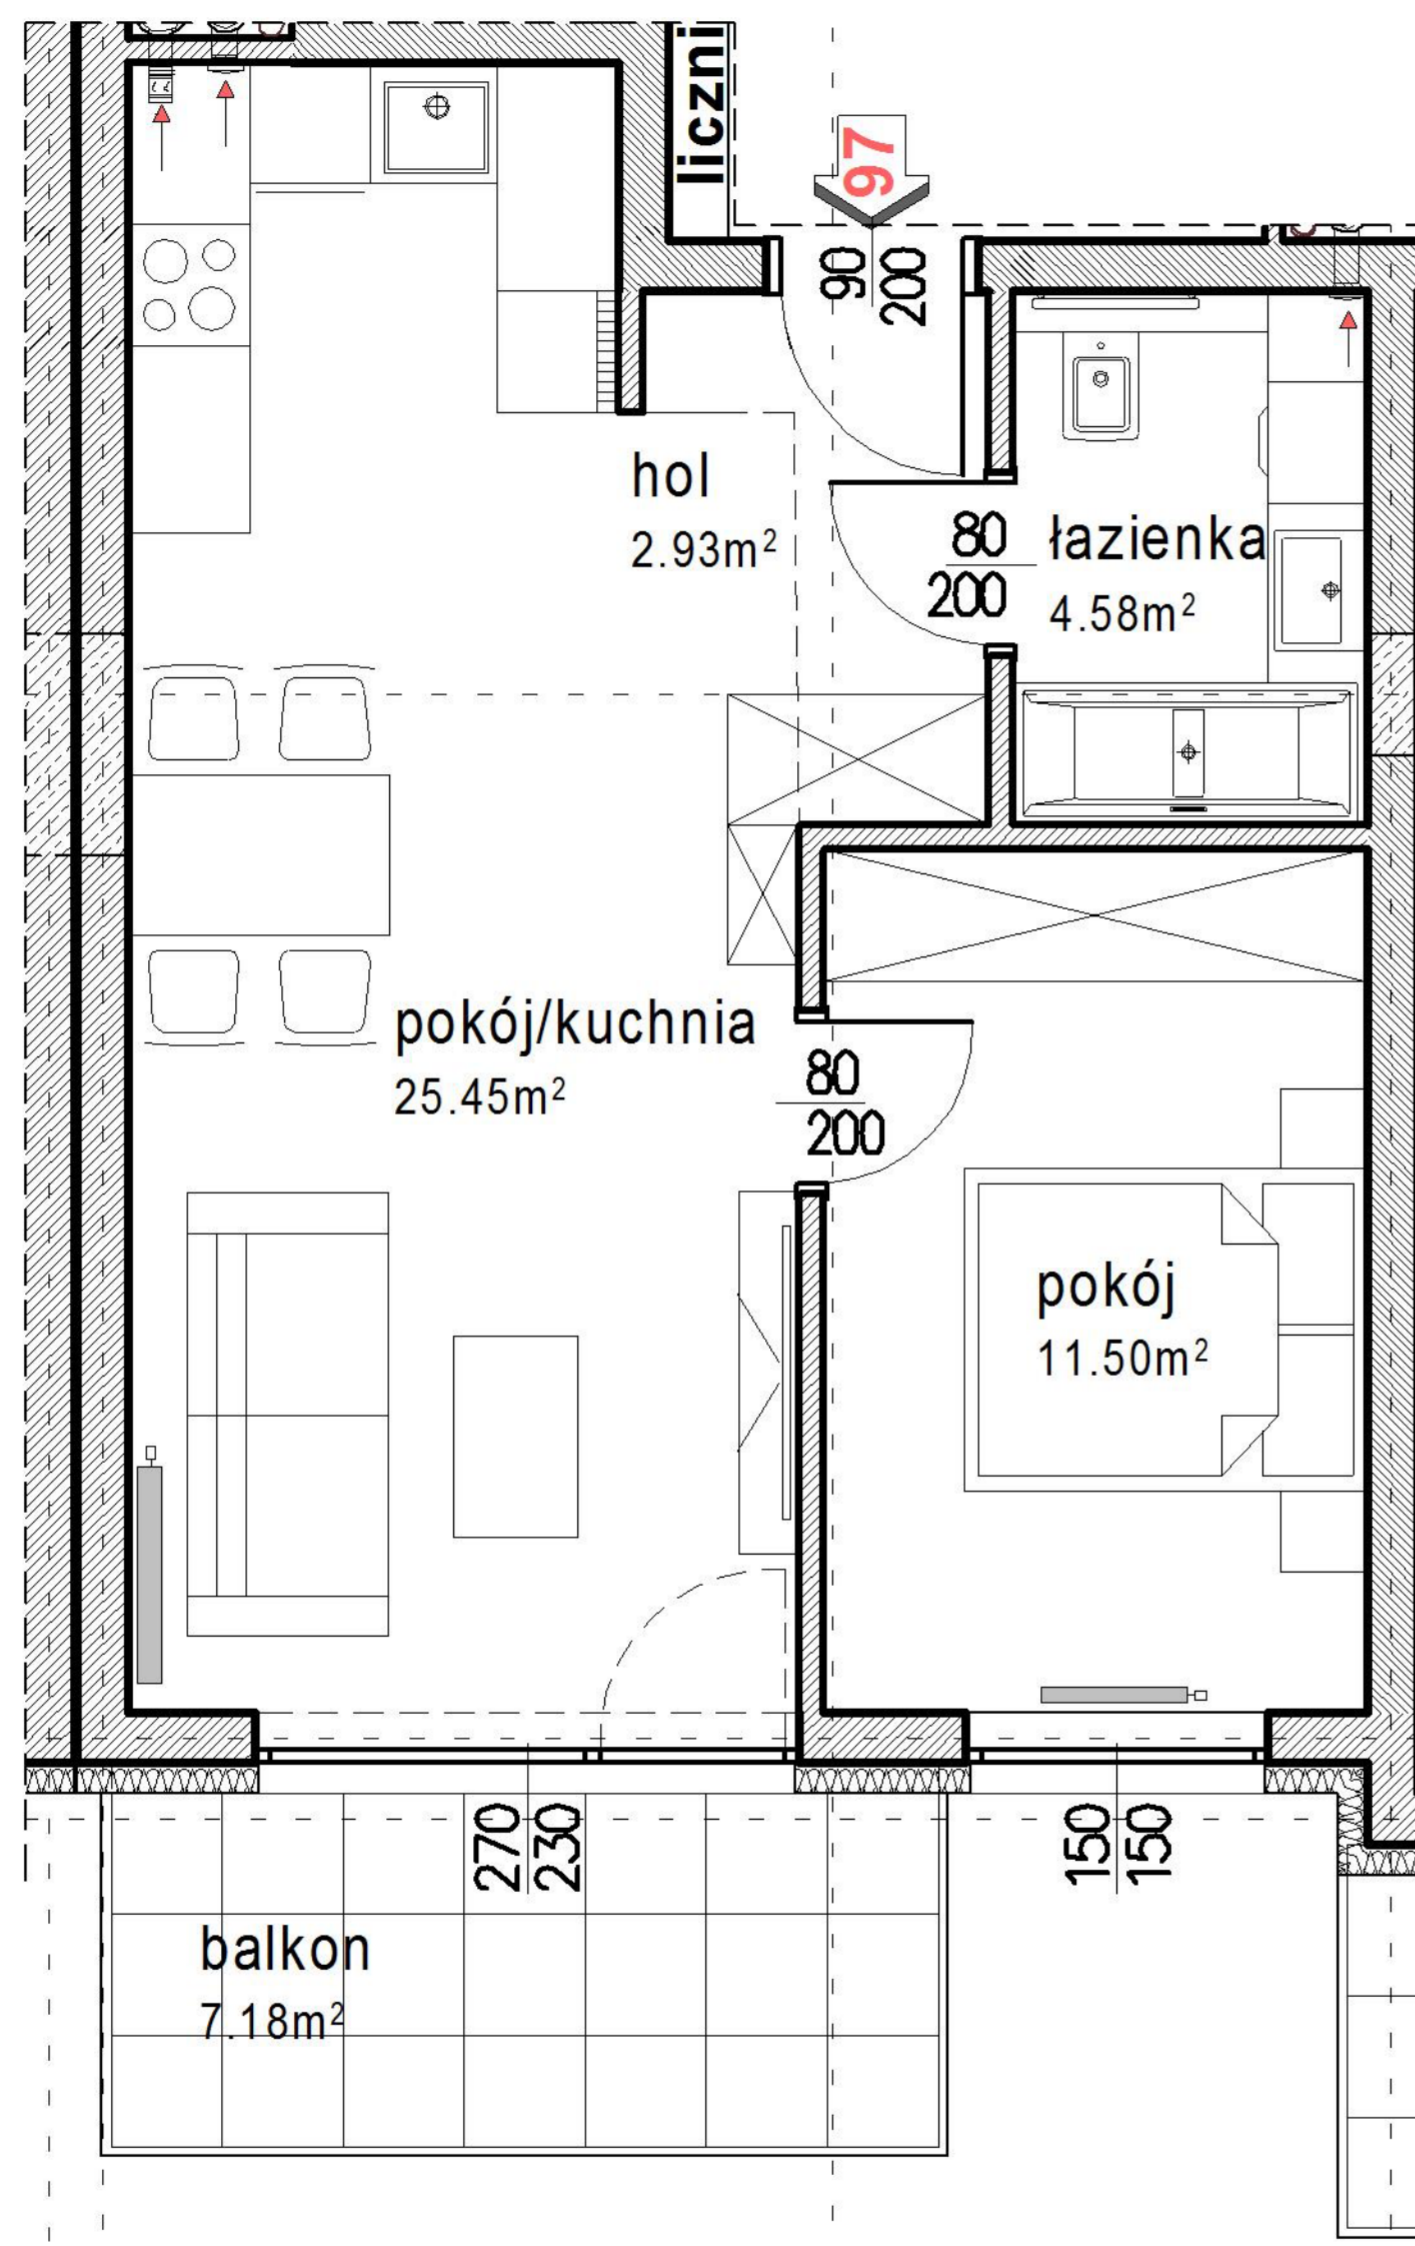 liczni
97
90
200
hol
2.93m²
80
200
łazienka
4.58m²
pokój/kuchnia
25.45m²
80
200
pokój
11.50m²
270
230
150
150
balkon
7.18m²